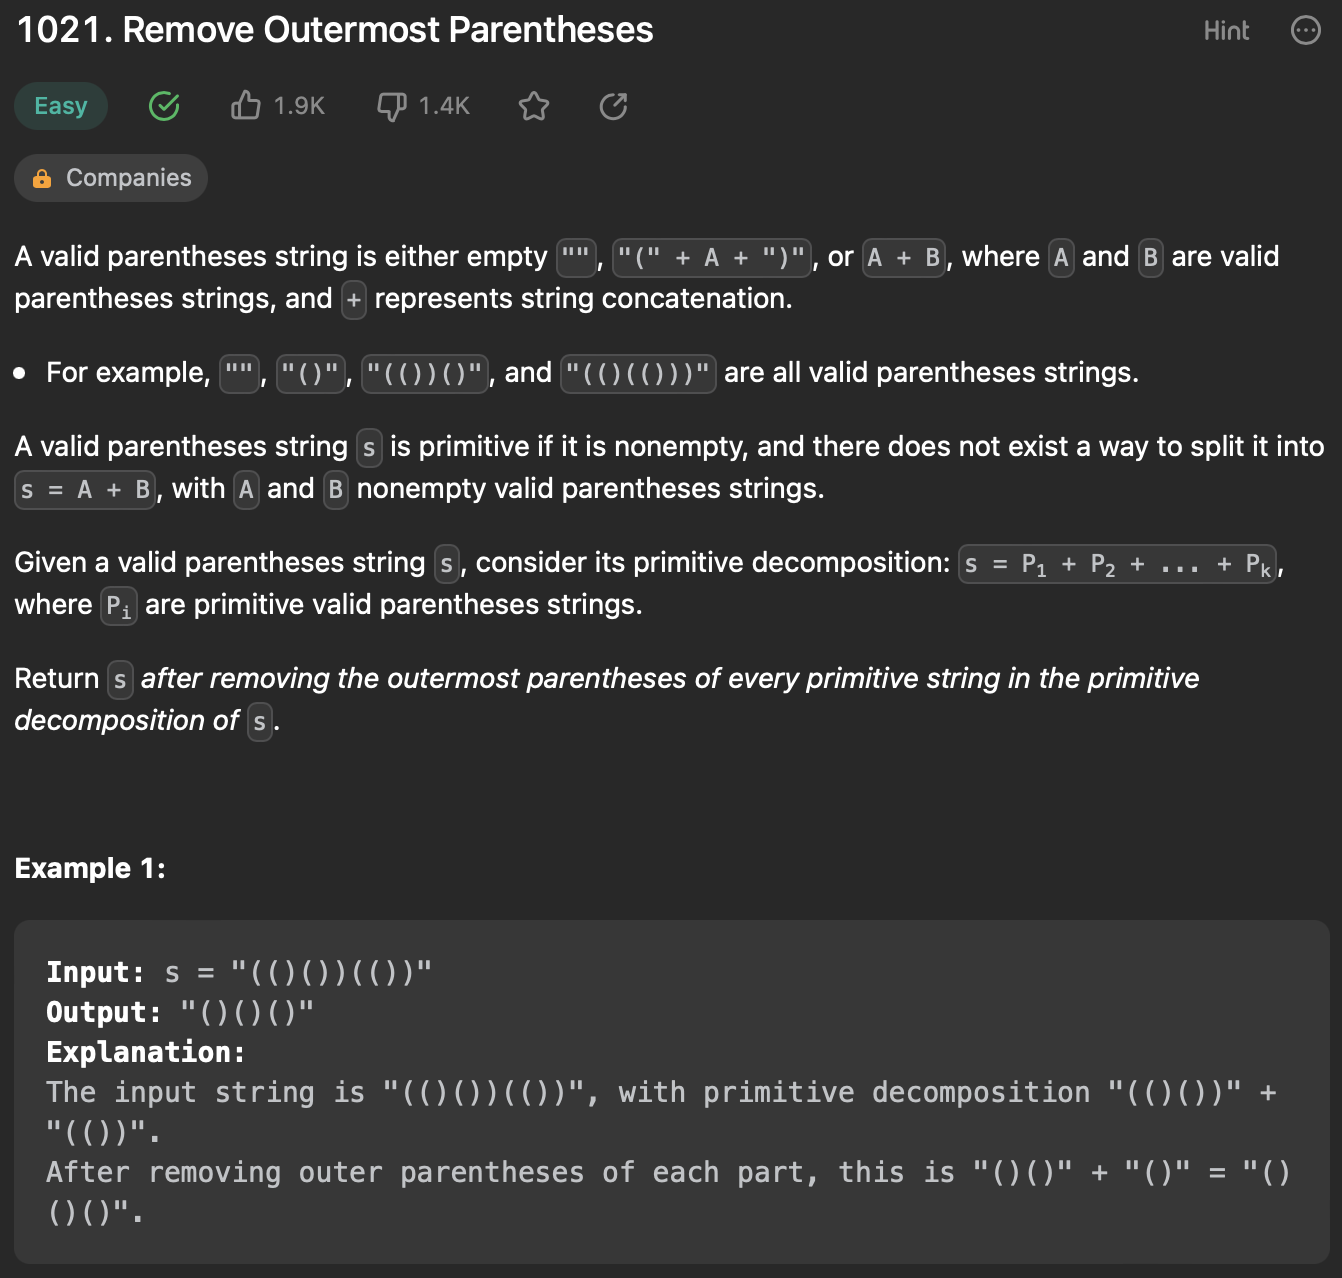 1021. Remove Outermost Parentheses
Hint
Easy
1.9K
1.4K
Companies
A valid parentheses string is either empty "", "(" + A + ")", or A + B, where A and B are valid
parentheses strings, and + represents string concatenation.
• For example, "", "()", "(())()", and "(()(()))" are all valid parentheses strings.
A valid parentheses string s is primitive if it is nonempty, and there does not exist a way to split it into
s = A + B, with A and B nonempty valid parentheses strings.
Given a valid parentheses string s, consider its primitive decomposition: s = P₁ + P₂ + ... + Pₖ,
where Pᵢ are primitive valid parentheses strings.
Return s after removing the outermost parentheses of every primitive string in the primitive
decomposition of s.
Example 1:
Input: s = "(()())(())"
Output: "()()()"
Explanation:
The input string is "(()())(())", with primitive decomposition "(()())" +
"(())".
After removing outer parentheses of each part, this is "()()" + "()" = "()
()()".